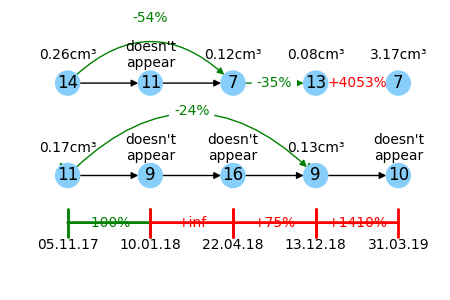 -54%
0.26cm³ doesn't appear 0.12cm³ 0.08cm³ 3.17cm³
14 11 7 -35% 13 +4053% 7
-24%
0.17cm³ doesn't appear doesn't appear 0.13cm³ doesn't appear
11 9 16 9 10
-100% +inf +75% +1410%
05.11.17 10.01.18 22.04.18 13.12.18 31.03.19